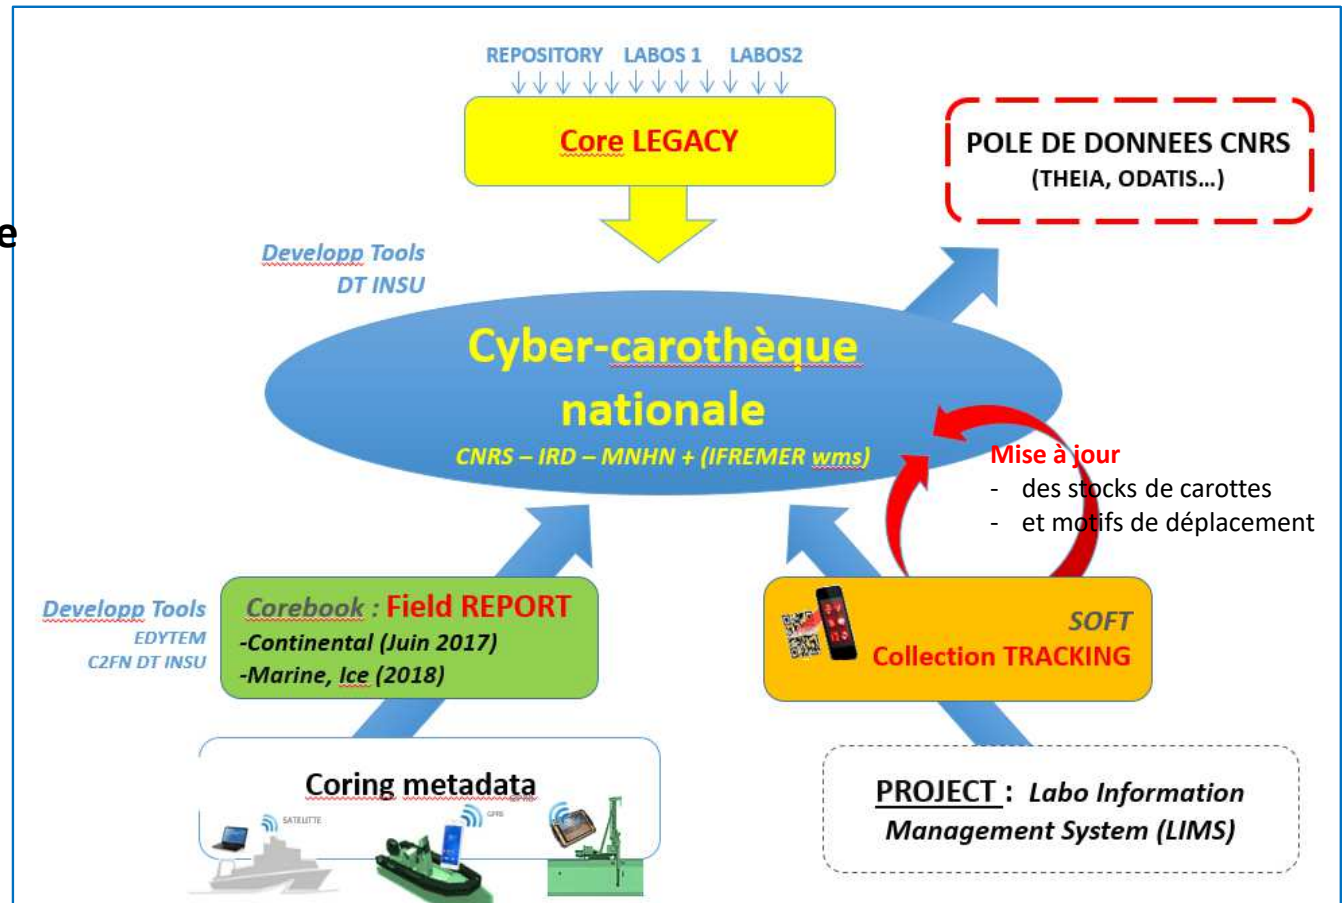 REPOSITORY LABOS 1 LABOS2
Core LEGACY
POLE DE DONNEES CNRS
(THEIA, ODATIS...)
e
Developp Tools
DT INSU
Cyber-carothèque
nationale
CNRS – IRD – MNHN + (IFREMER wms)
Mise à jour
- des stocks de carottes
- et motifs de déplacement
Developp Tools
EDYTEM
C2FN DT INSU
Corebook : Field REPORT
-Continental (Juin 2017)
-Marine, Ice (2018)
SOFT
Collection TRACKING
Coring metadata
SATELITTE
GPRS
PROJECT : Labo Information
Management System (LIMS)